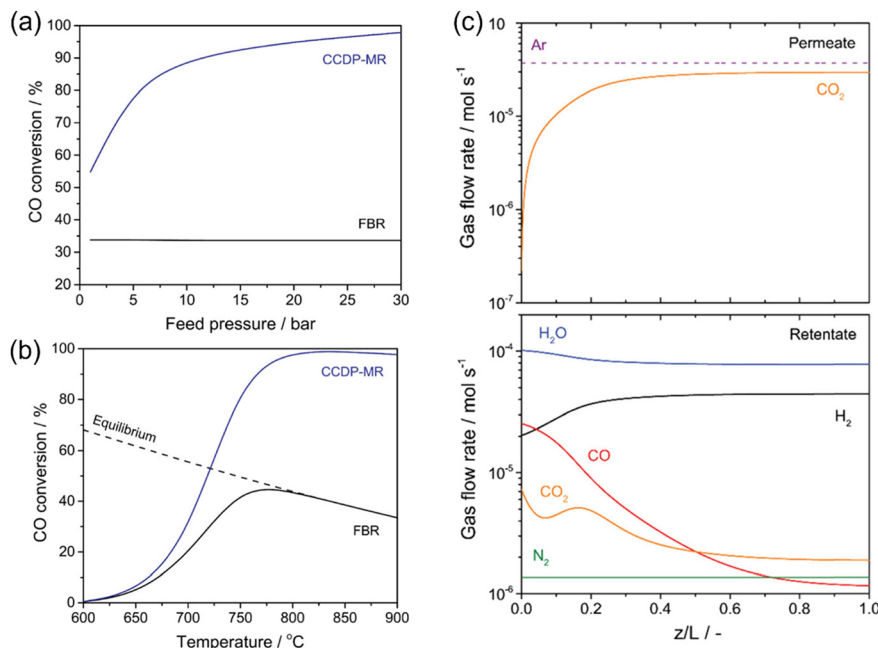 (a)
CO conversion / %
100
90
80
70
60
50
40
30
20
CCDP-MR
FBR
0 5 10 15 20 25 30
Feed pressure / bar
(b)
CO conversion / %
100
80
60
40
20
0
CCDP-MR
Equilibrium
FBR
600 650 700 750 800 850 900
Temperature / °C
(c)
Gas flow rate / mol s⁻¹
10⁻⁵
10⁻⁶
10⁻⁷
Ar
Permeate
CO₂
Gas flow rate / mol s⁻¹
10⁻⁴
10⁻⁵
10⁻⁶
H₂O
Retentate
H₂
CO
CO₂
N₂
0.0 0.2 0.4 0.6 0.8 1.0
z/L / -